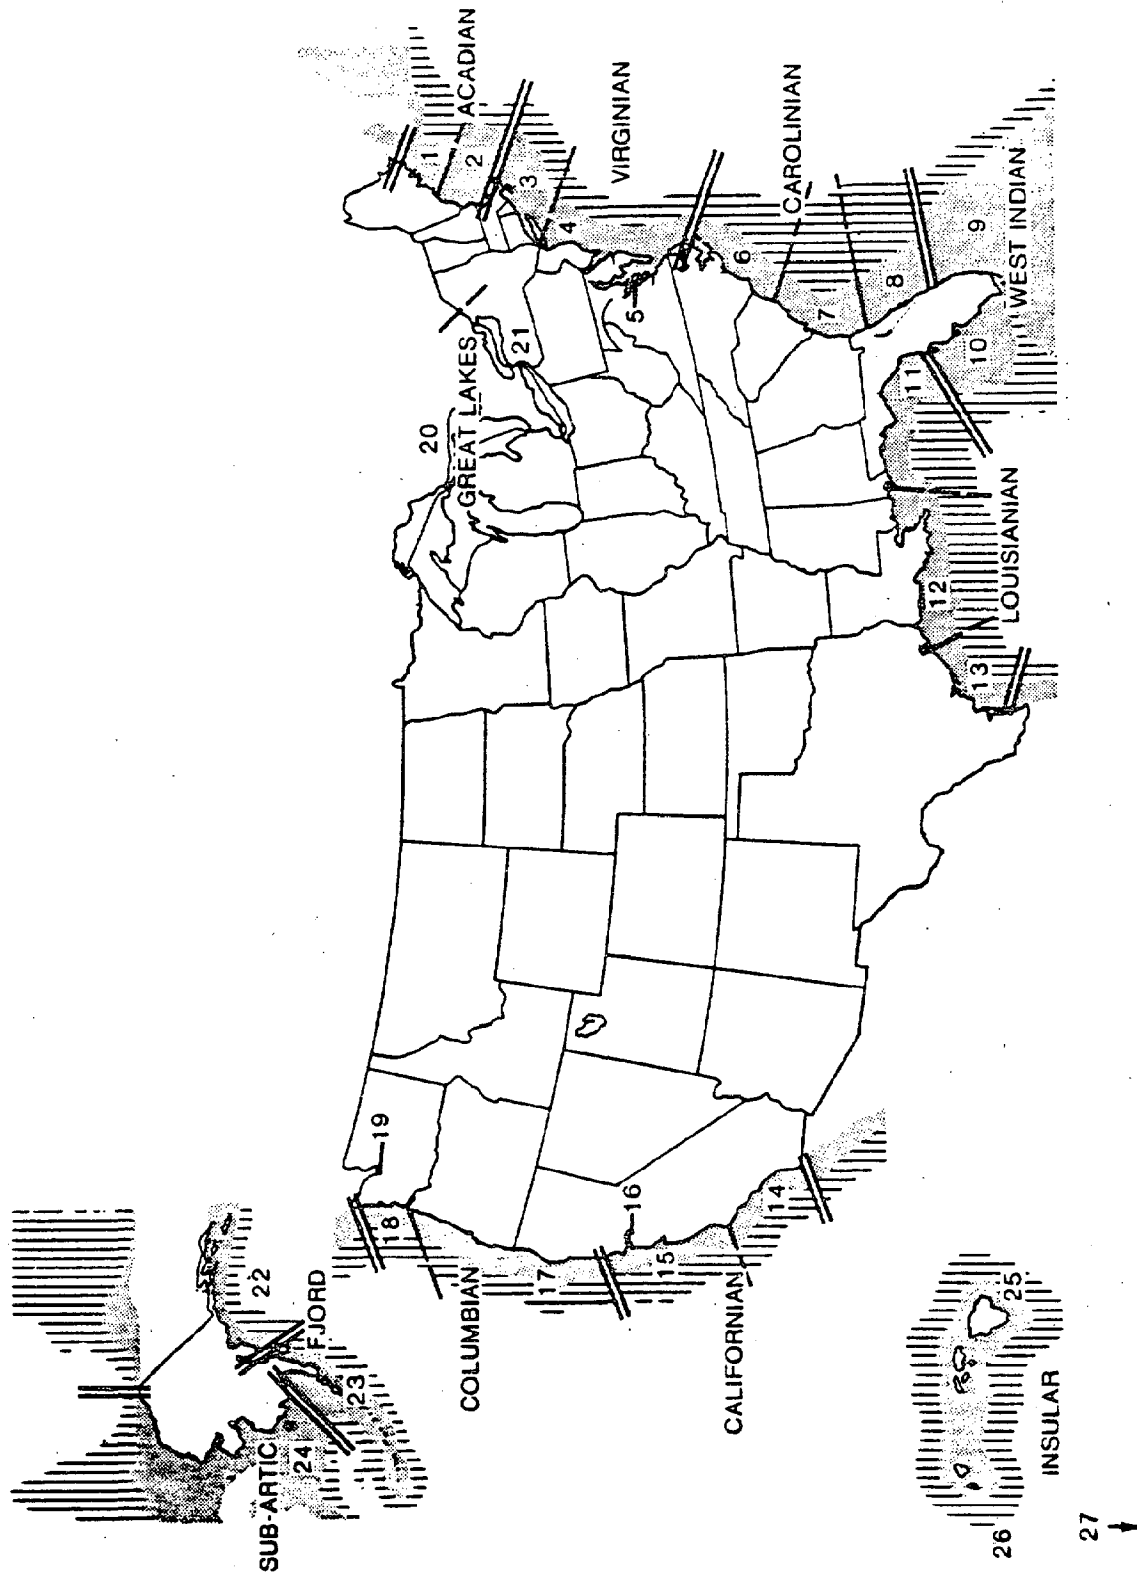 SUB-ARTIC
24
23
22
FJORD
COLUMBIAN
18
19
17
CALIFORNIAN
16
15
14
INSULAR
25
26
27
GREAT LAKES
20
21
ACADIAN
1
2
VIRGINIAN
3
4
5
CAROLINIAN
6
7
8
WEST INDIAN
9
10
LOUISIANIAN
11
12
13